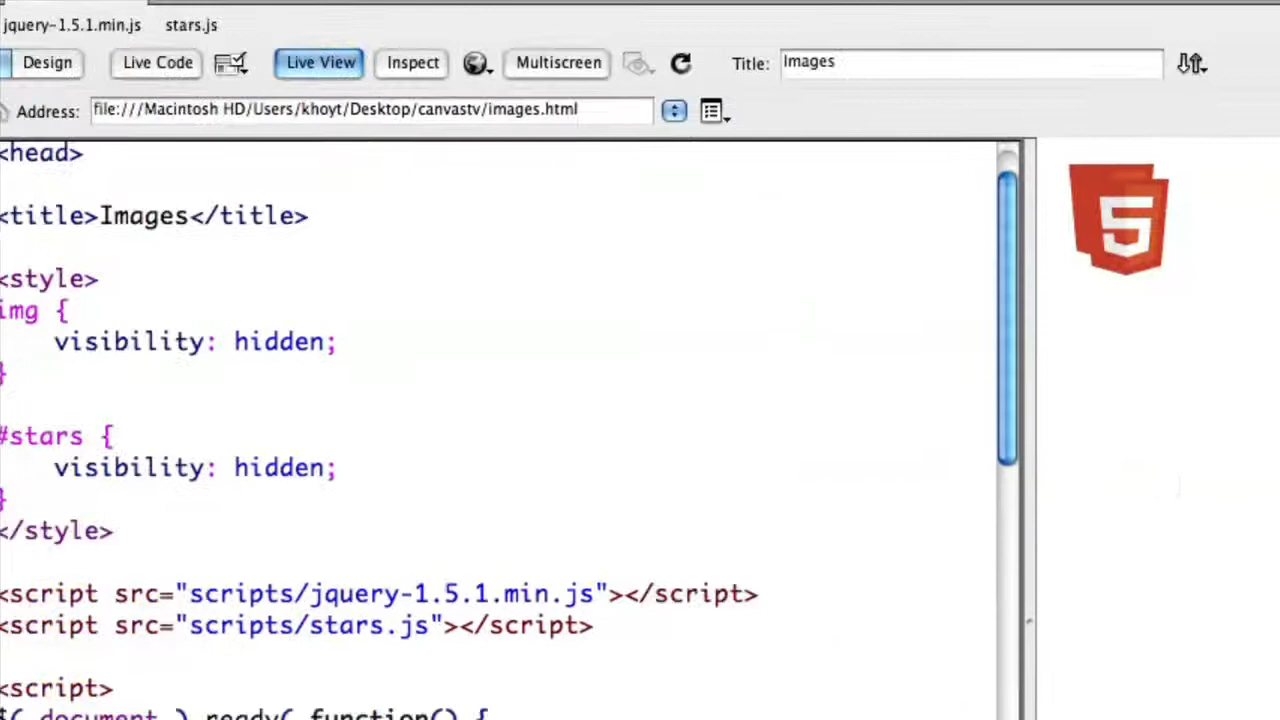 jquery-1.5.1.min.js stars.js
Design Live Code Live View Inspect Multiscreen Title: Images
Address: file:///Macintosh HD/Users/khoyt/Desktop/canvastv/images.html
<head>
<title>Images</title>
<style>
img {
visibility: hidden;
}
#stars {
visibility: hidden;
}
</style>
<script src="scripts/jquery-1.5.1.min.js"></script>
<script src="scripts/stars.js"></script>
<script>
$( document ).ready( function() {
5